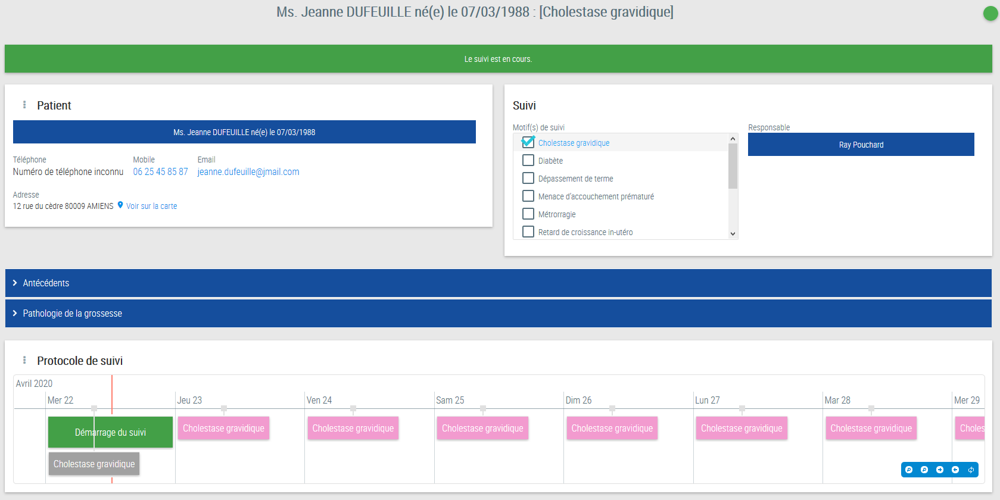 Ms. Jeanne DUFEUILLE né(e) le 07/03/1988 : [Cholestase gravidique]
Le suivi est en cours.
Patient
Ms. Jeanne DUFEUILLE né(e) le 07/03/1988
Téléphone Mobile Email
Numéro de téléphone inconnu 06 25 45 85 87 jeanne.dufeuille@jmail.com
Adresse
12 rue du cèdre 80009 AMIENS Voir sur la carte
Suivi
Motif(s) de suivi
Cholestase gravidique
Diabète
Dépassement de terme
Menace d'accouchement prématuré
Métrorragie
Retard de croissance in-utéro
Responsable
Ray Pouchard
Antécédents
Pathologie de la grossesse
Protocole de suivi
Avril 2020
Mer 22 Jeu 23 Ven 24 Sam 25 Dim 26 Lun 27 Mar 28 Mer 29
Démarrage du suivi Cholestase gravidique Cholestase gravidique Cholestase gravidique Cholestase gravidique Cholestase gravidique Cholestase gravidique Choles
Cholestase gravidique